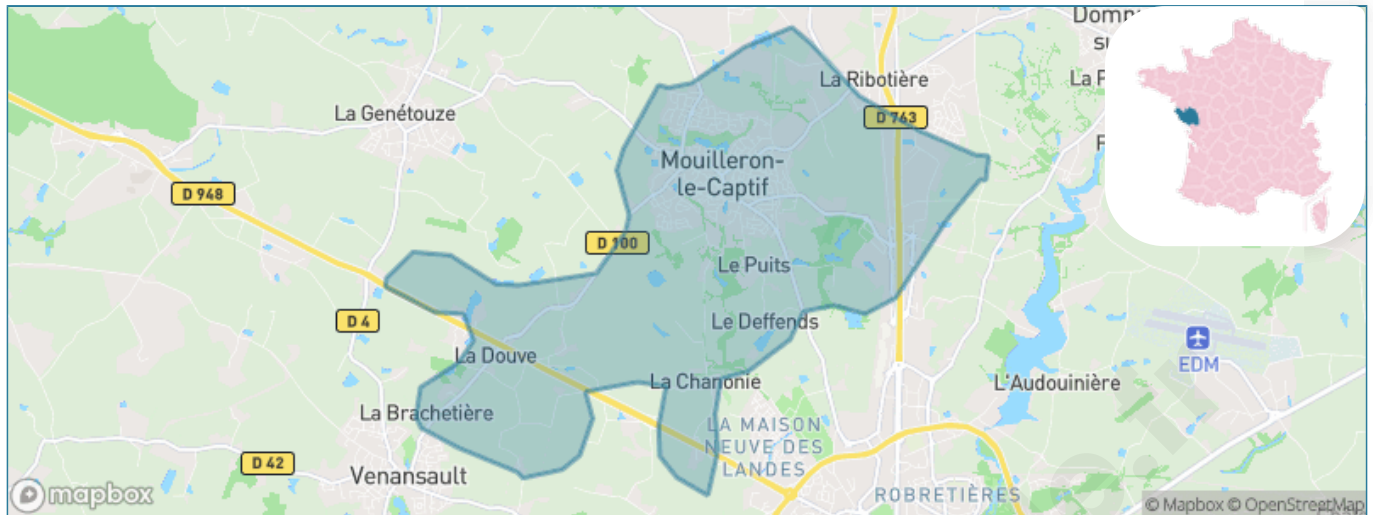 La Ribotière
D 763
La Genétouze
Mouilleron-
le-Captif
D 948
D 100
Le Puits
D 4
Le Deffends
La Douve
EDM
La Chanonie
L'Audouinière
La Brachetière
LA MAISON
NEUVE DES
LANDES
D 42
Venansault
ROBRETIÈRES
mapbox
© Mapbox © OpenStreetMap